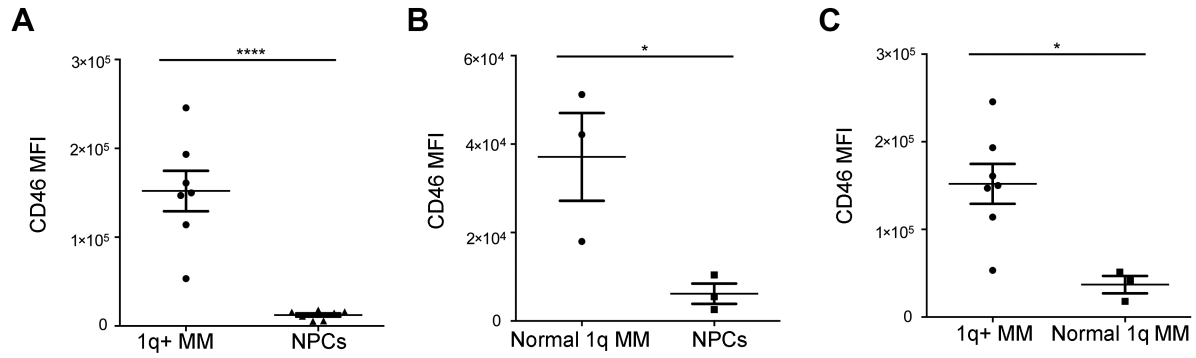 A
****
3×10⁵
2×10⁵
1×10⁵
0
CD46 MFI
1q+ MM NPCs
B
*
6×10⁴
4×10⁴
2×10⁴
0
CD46 MFI
Normal 1q MM NPCs
C
*
3×10⁵
2×10⁵
1×10⁵
0
CD46 MFI
1q+ MM Normal 1q MM